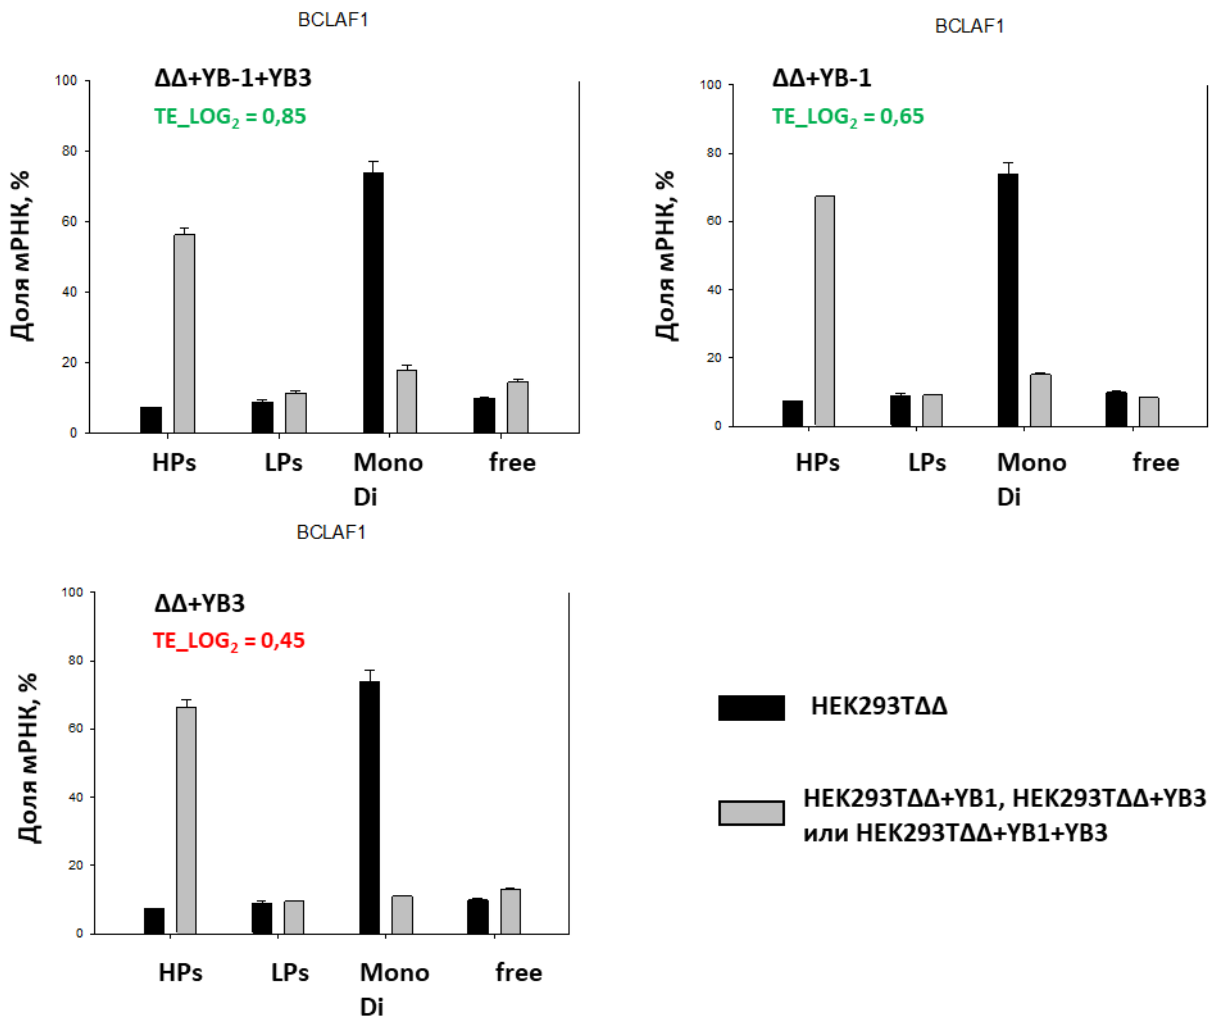 BCLAF1
ΔΔ+YB-1+YB3
TE_LOG₂ = 0,85
Доля мРНК, %
100
80
60
40
20
0
HPs LPs Mono free
Di
BCLAF1
ΔΔ+YB-1
TE_LOG₂ = 0,65
Доля мРНК, %
100
80
60
40
20
0
HPs LPs Mono free
Di
BCLAF1
ΔΔ+YB3
TE_LOG₂ = 0,45
Доля мРНК, %
100
80
60
40
20
0
HPs LPs Mono free
Di
HEK293TΔΔ
HEK293TΔΔ+YB1, HEK293TΔΔ+YB3
или HEK293TΔΔ+YB1+YB3